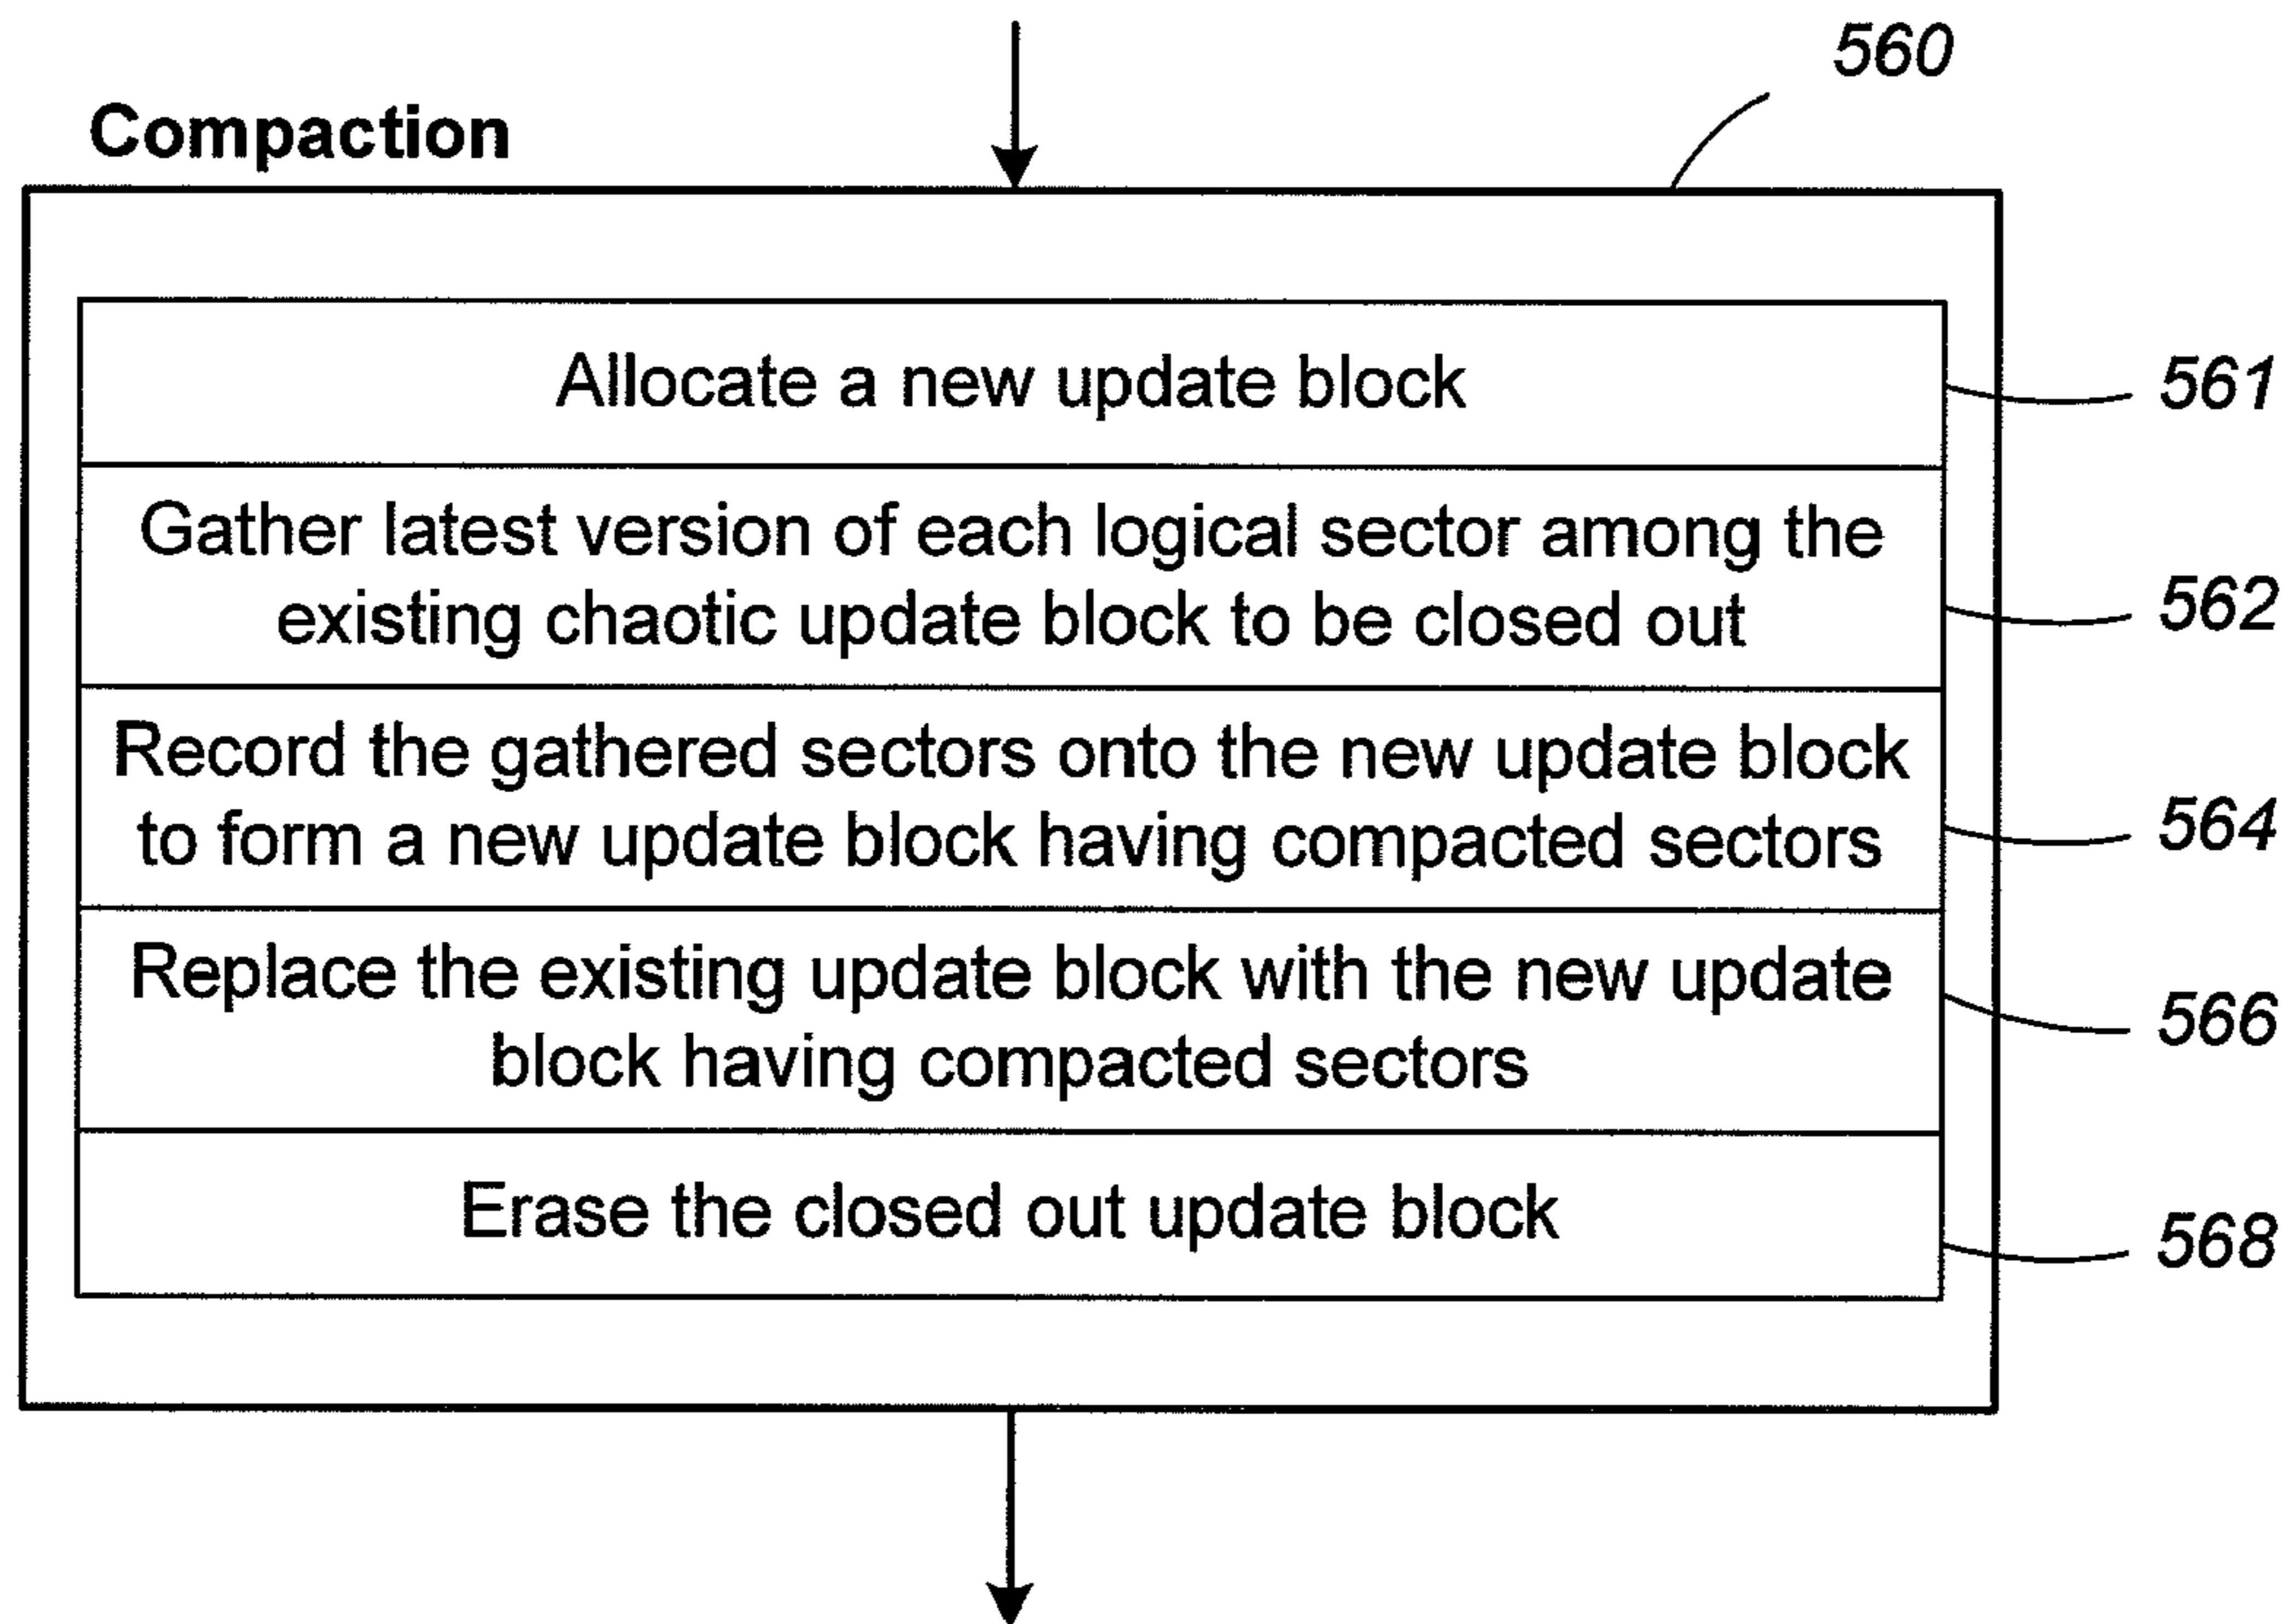 560
Compaction
Allocate a new update block
561
Gather latest version of each logical sector among the
existing chaotic update block to be closed out
562
Record the gathered sectors onto the new update block
to form a new update block having compacted sectors
564
Replace the existing update block with the new update
block having compacted sectors
566
Erase the closed out update block
568